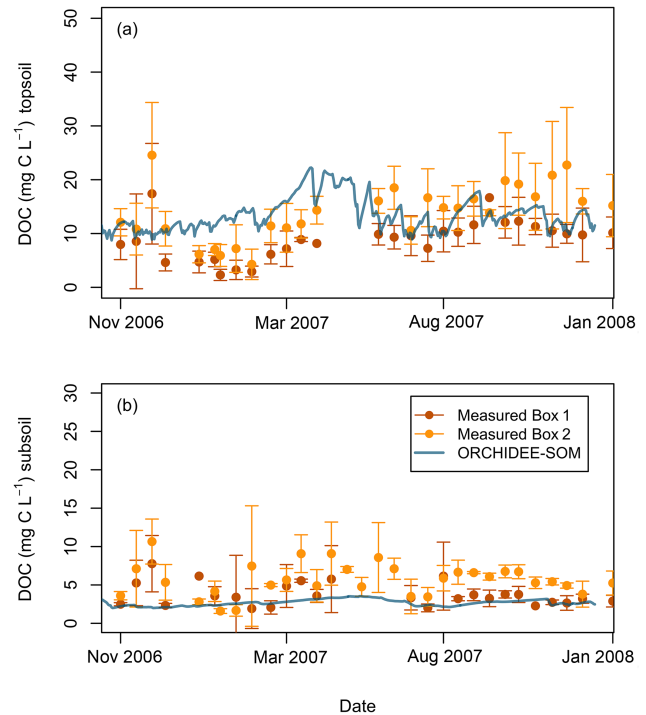 (a)
DOC (mg C L⁻¹) topsoil
50
40
30
20
10
0
Nov 2006 Mar 2007 Aug 2007 Jan 2008
(b)
DOC (mg C L⁻¹) subsoil
30
25
20
15
10
5
0
Measured Box 1
Measured Box 2
ORCHIDEE-SOM
Nov 2006 Mar 2007 Aug 2007 Jan 2008
Date